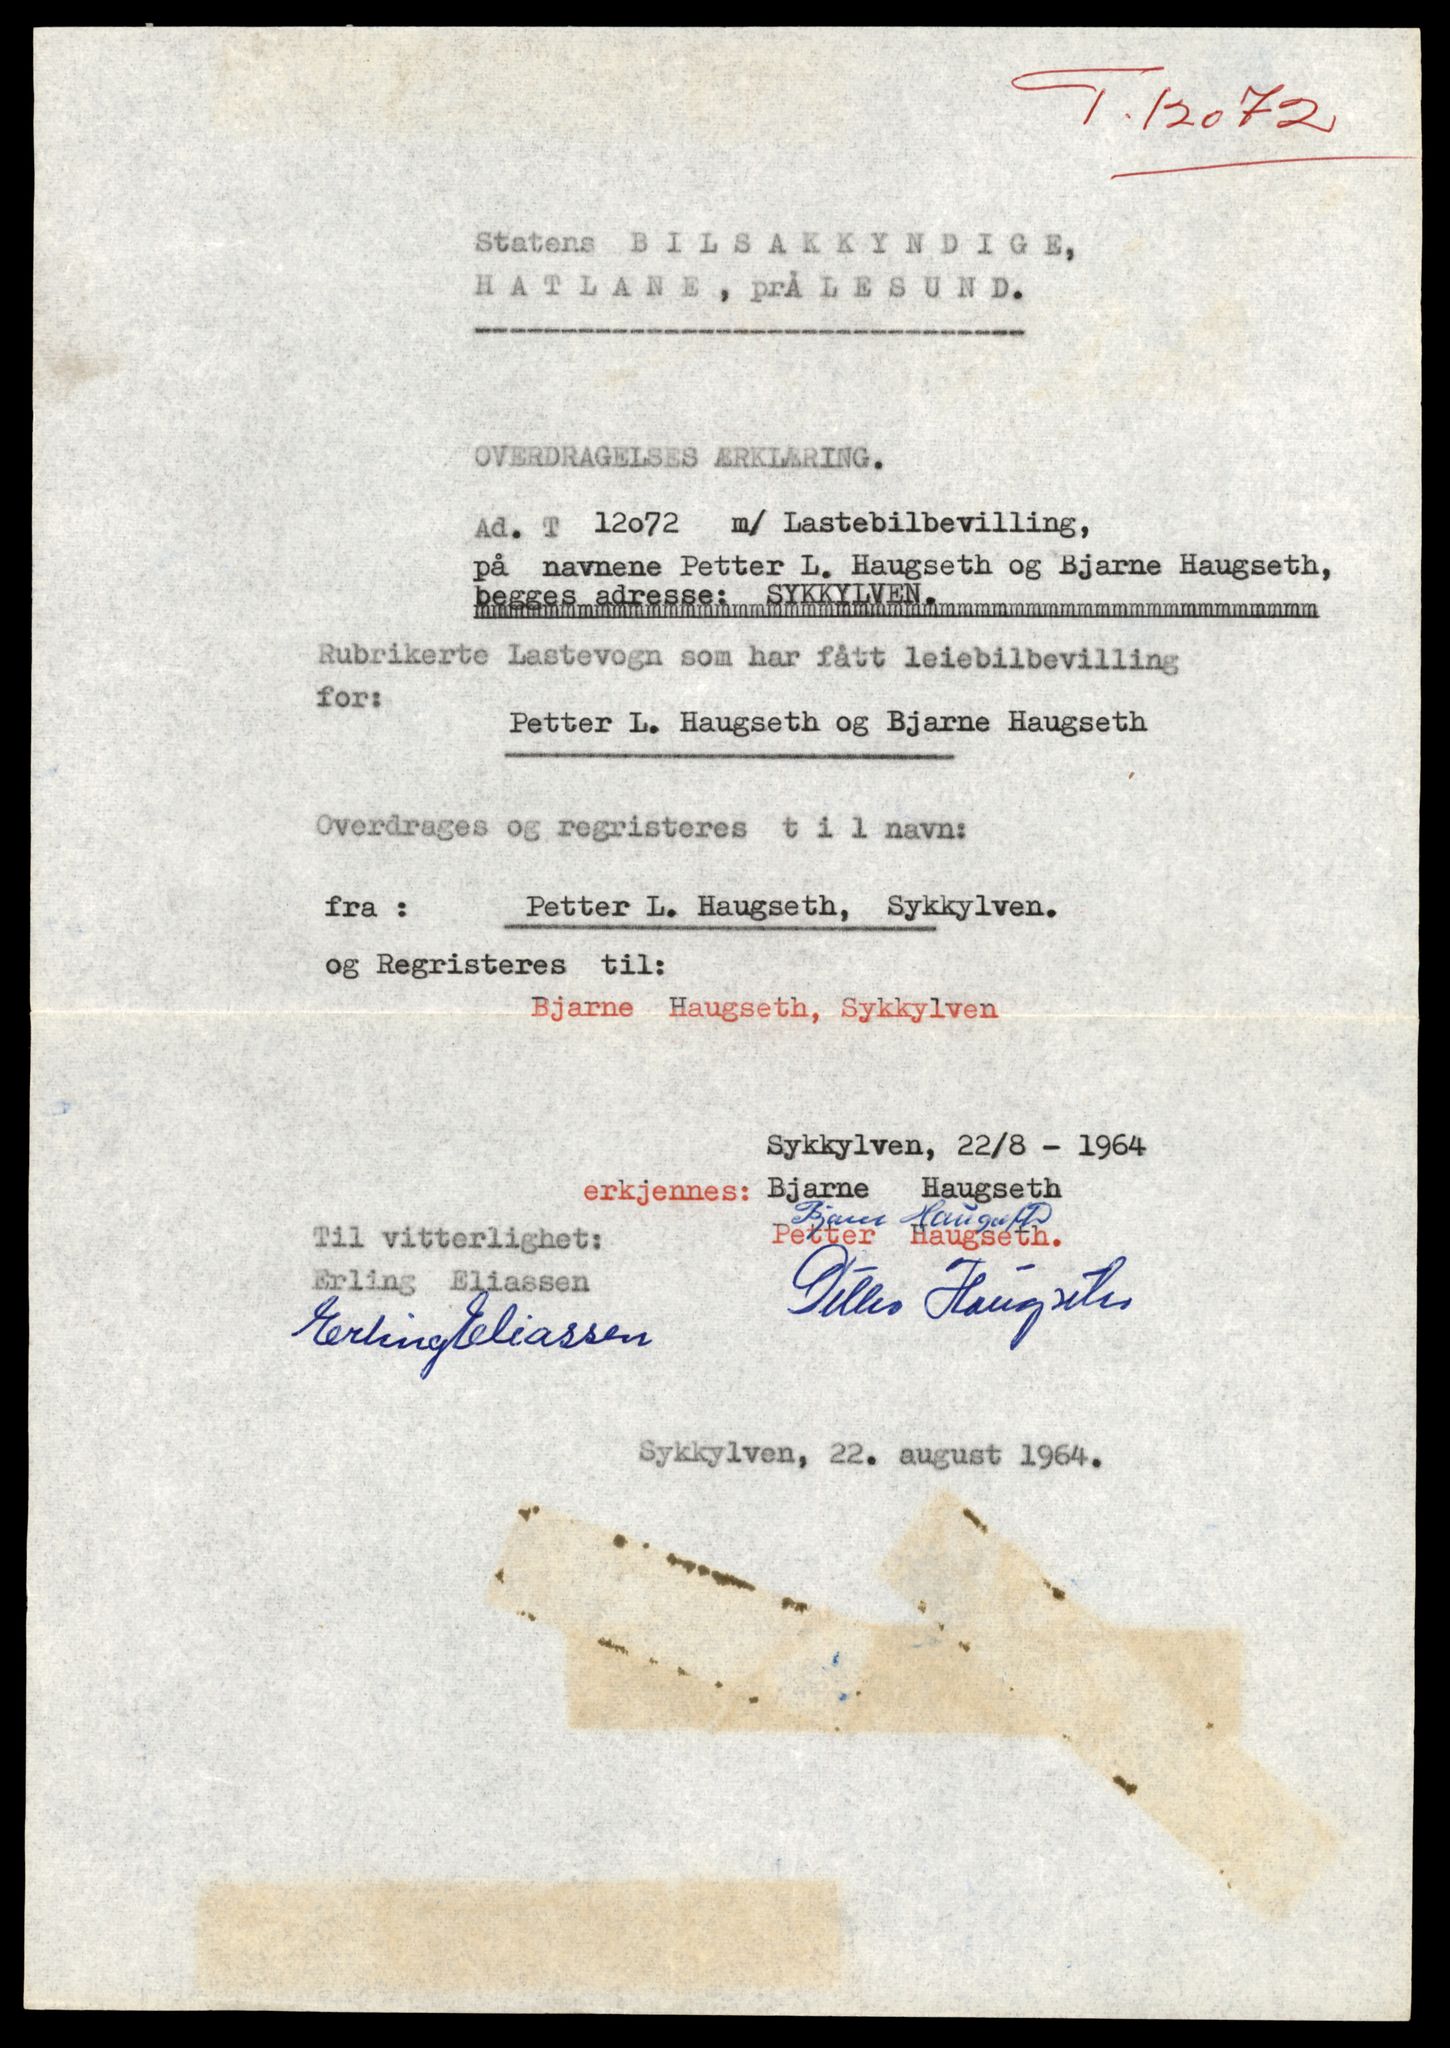 T.12072
Statens B I L S A K K Y N D I G E,
H A T L A N E , prÅ L E S U N D.
OVERDRAGELSES ÆRKLÆRING.
Ad. T 12o72 m/ Lastebilbevilling,
på navnene Petter L. Haugseth og Bjarne Haugseth,
begges adresse: SYKKYLVEN.
Rubrikerte Lastevogn som har fått leiebilbevilling
for:
Petter L. Haugseth og Bjarne Haugseth
Overdrages og regristeres t i l navn:
fra : Petter L. Haugseth, Sykkylven.
og Regristeres til:
Bjarne Haugseth, Sykkylven
Sykkylven, 22/8 - 1964
erkjennes: Bjarne Haugseth
Bjarne Haugseth
Til vitterlighet: Petter Haugseth.
Erling Eliassen
Petter Haugseth
Erling Eliassen
Sykkylven, 22. august 1964.